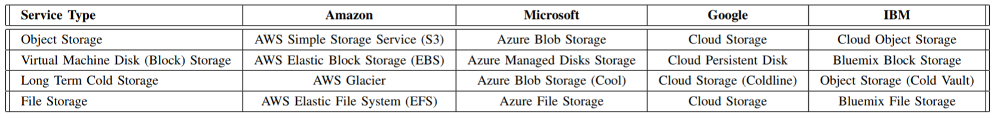 Service Type Amazon Microsoft Google IBM
Object Storage AWS Simple Storage Service (S3) Azure Blob Storage Cloud Storage Cloud Object Storage
Virtual Machine Disk (Block) Storage AWS Elastic Block Storage (EBS) Azure Managed Disks Storage Cloud Persistent Disk Bluemix Block Storage
Long Term Cold Storage AWS Glacier Azure Blob Storage (Cool) Cloud Storage (Coldline) Object Storage (Cold Vault)
File Storage AWS Elastic File System (EFS) Azure File Storage Cloud Storage Bluemix File Storage